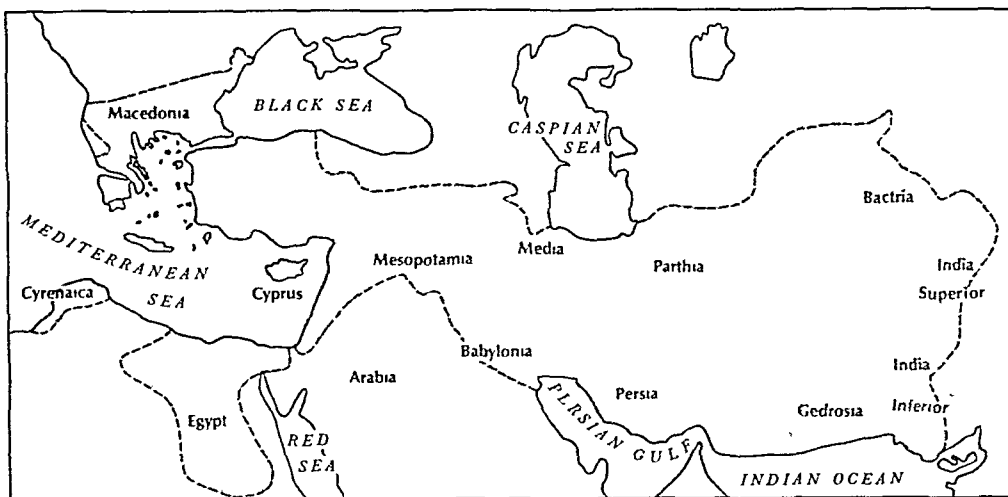 Macedonia
BLACK SEA
CASPIAN
SEA
Bactria
Media
Parthia
Mesopotamia
MEDITERRANEAN
SEA
Cyprus
Cyrenaica
India
Superior
Babylonia
Arabia
Egypt
RED
SEA
Persia
PERSIAN GULF
Gedrosia
India
Inferior
INDIAN OCEAN